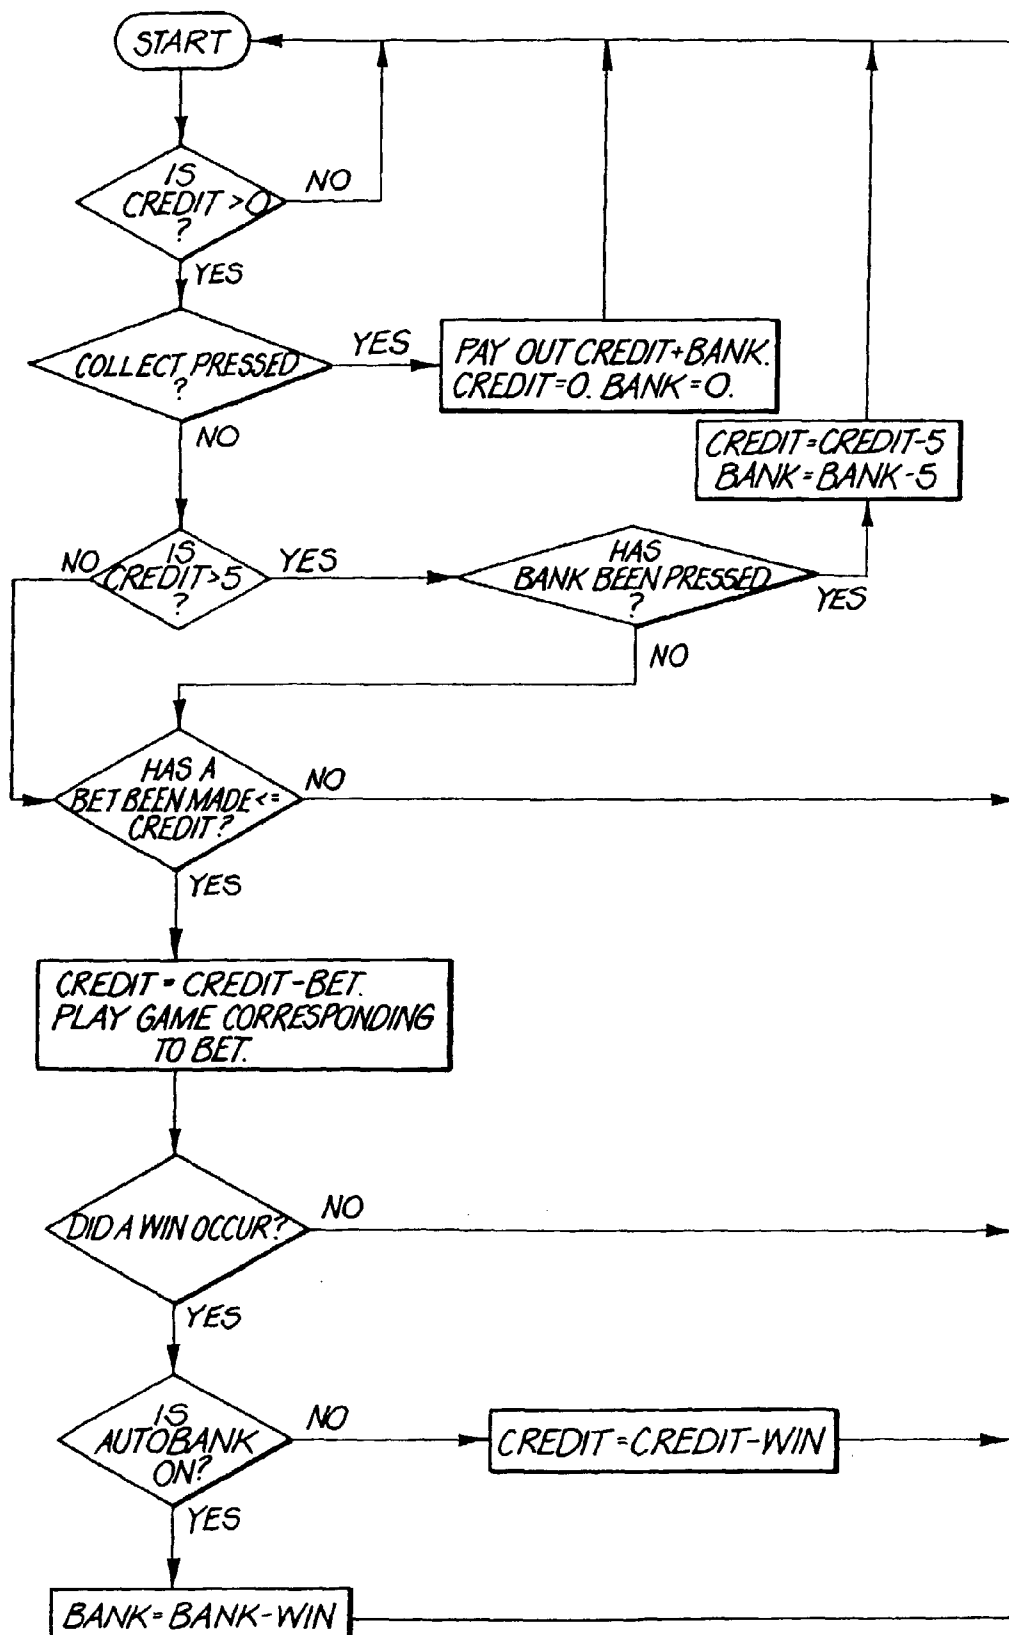 START
IS
CREDIT >0
?
NO
YES
COLLECT PRESSED
?
YES
PAY OUT CREDIT+BANK.
CREDIT=0. BANK=0.
NO
CREDIT=CREDIT-5
BANK=BANK-5
NO
IS
CREDIT>5
?
YES
HAS
BANK BEEN PRESSED
?
YES
NO
HAS A
BET BEEN MADE<=
CREDIT?
NO
YES
CREDIT=CREDIT-BET.
PLAY GAME CORRESPONDING
TO BET.
DID A WIN OCCUR?
NO
YES
IS
AUTOBANK
ON?
NO
CREDIT=CREDIT-WIN
YES
BANK=BANK-WIN